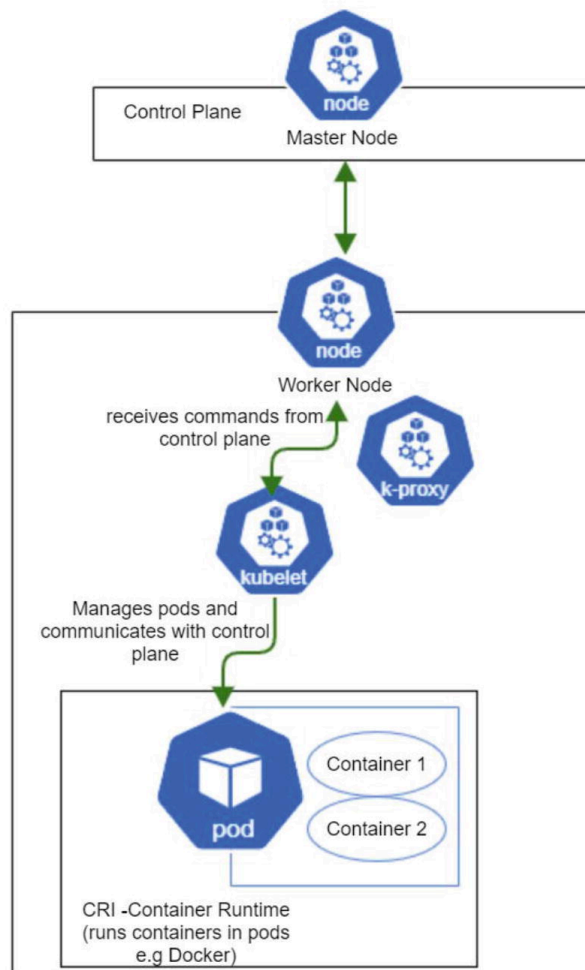 node
Control Plane
Master Node
node
Worker Node
receives commands from
control plane
k-proxy
kubelet
Manages pods and
communicates with control
plane
Container 1
pod
Container 2
CRI -Container Runtime
(runs containers in pods
e.g Docker)